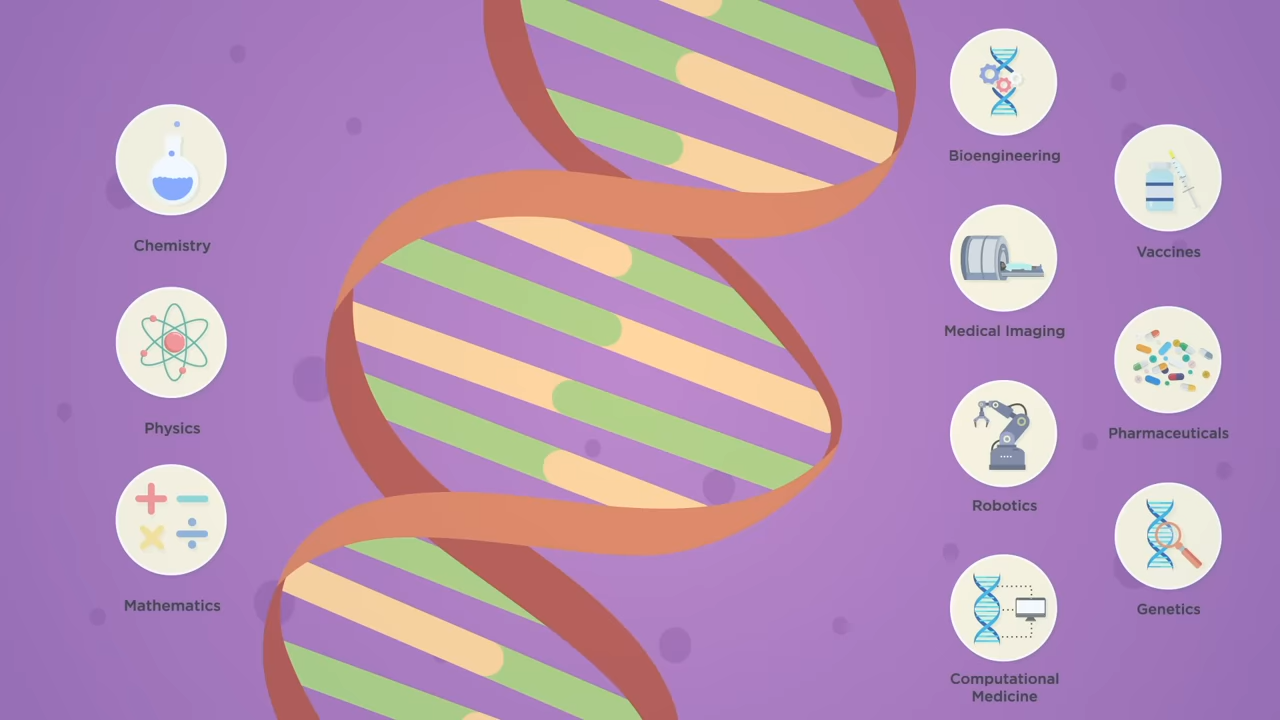 Chemistry
Physics
Mathematics
Bioengineering
Medical Imaging
Robotics
Computational
Medicine
Vaccines
Pharmaceuticals
Genetics